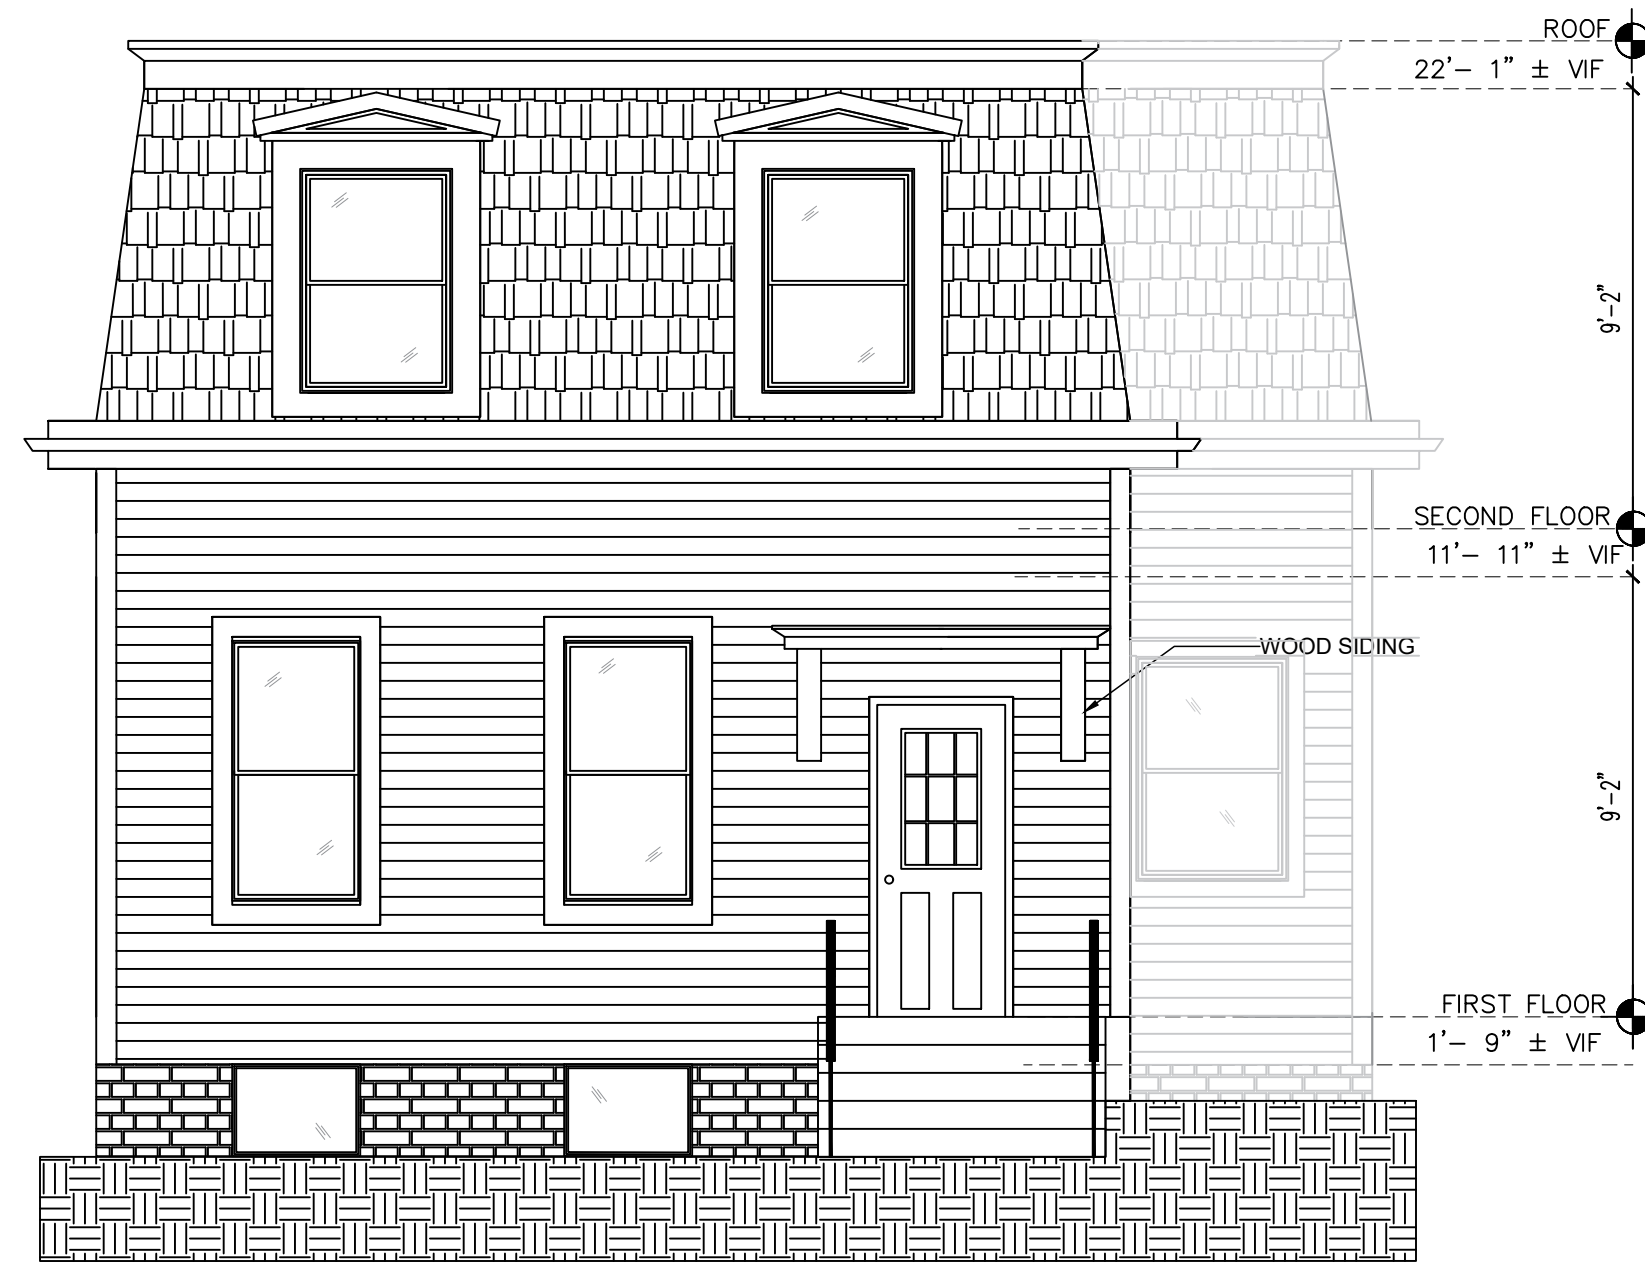 ROOF
22'- 1" ± VIF
9'-2"
SECOND FLOOR
11'- 11" ± VIF
WOOD SIDING
9'-2"
FIRST FLOOR
1'- 9" ± VIF